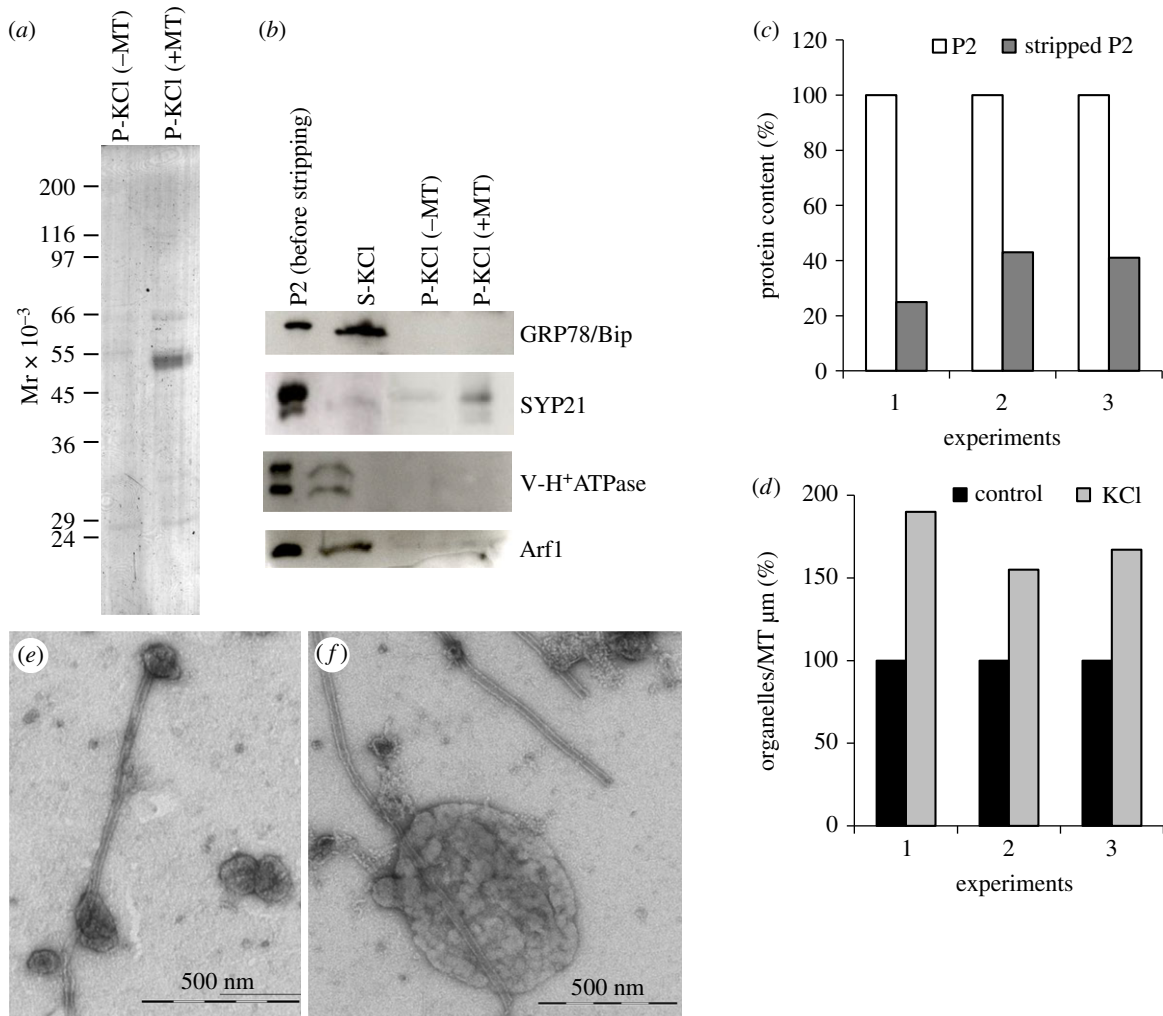 (a)
P-KCl (–MT)
P-KCl (+MT)
Mr × 10–3
200
116
97
66
55
45
36
29
24
(b)
P2 (before stripping)
S-KCl
P-KCl (–MT)
P-KCl (+MT)
GRP78/Bip
SYP21
V-H+ATPase
Arf1
(c)
P2 stripped P2
protein content (%)
120
100
80
60
40
20
0
1 2 3
experiments
(d)
control KCl
organelles/MT µm (%)
200
150
100
50
0
1 2 3
experiments
(e)
500 nm
(f)
500 nm